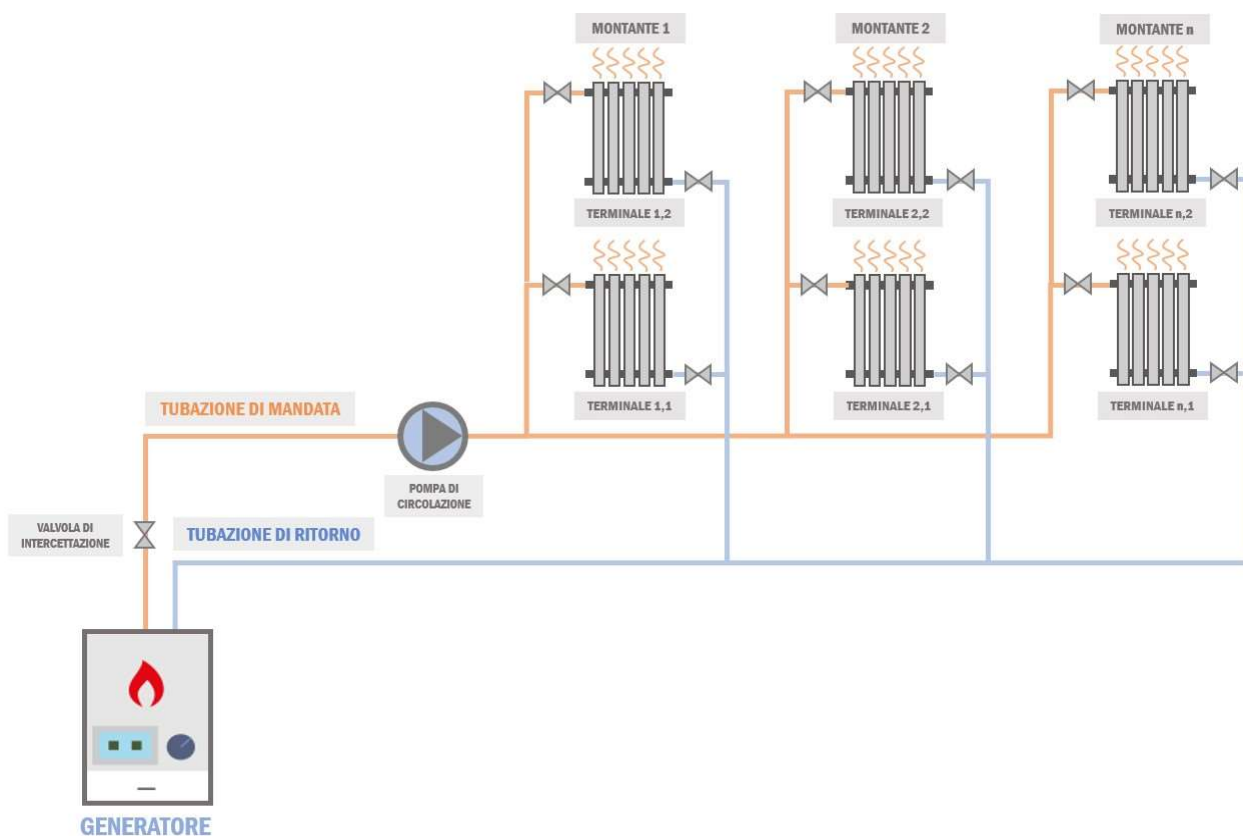 MONTANTE 1
MONTANTE 2
MONTANTE n
TERMINALE 1,2
TERMINALE 2,2
TERMINALE n,2
TERMINALE 1,1
TERMINALE 2,1
TERMINALE n,1
TUBAZIONE DI MANDATA
POMPA DI
CIRCOLAZIONE
VALVOLA DI
INTERCETTAZIONE
TUBAZIONE DI RITORNO
GENERATORE